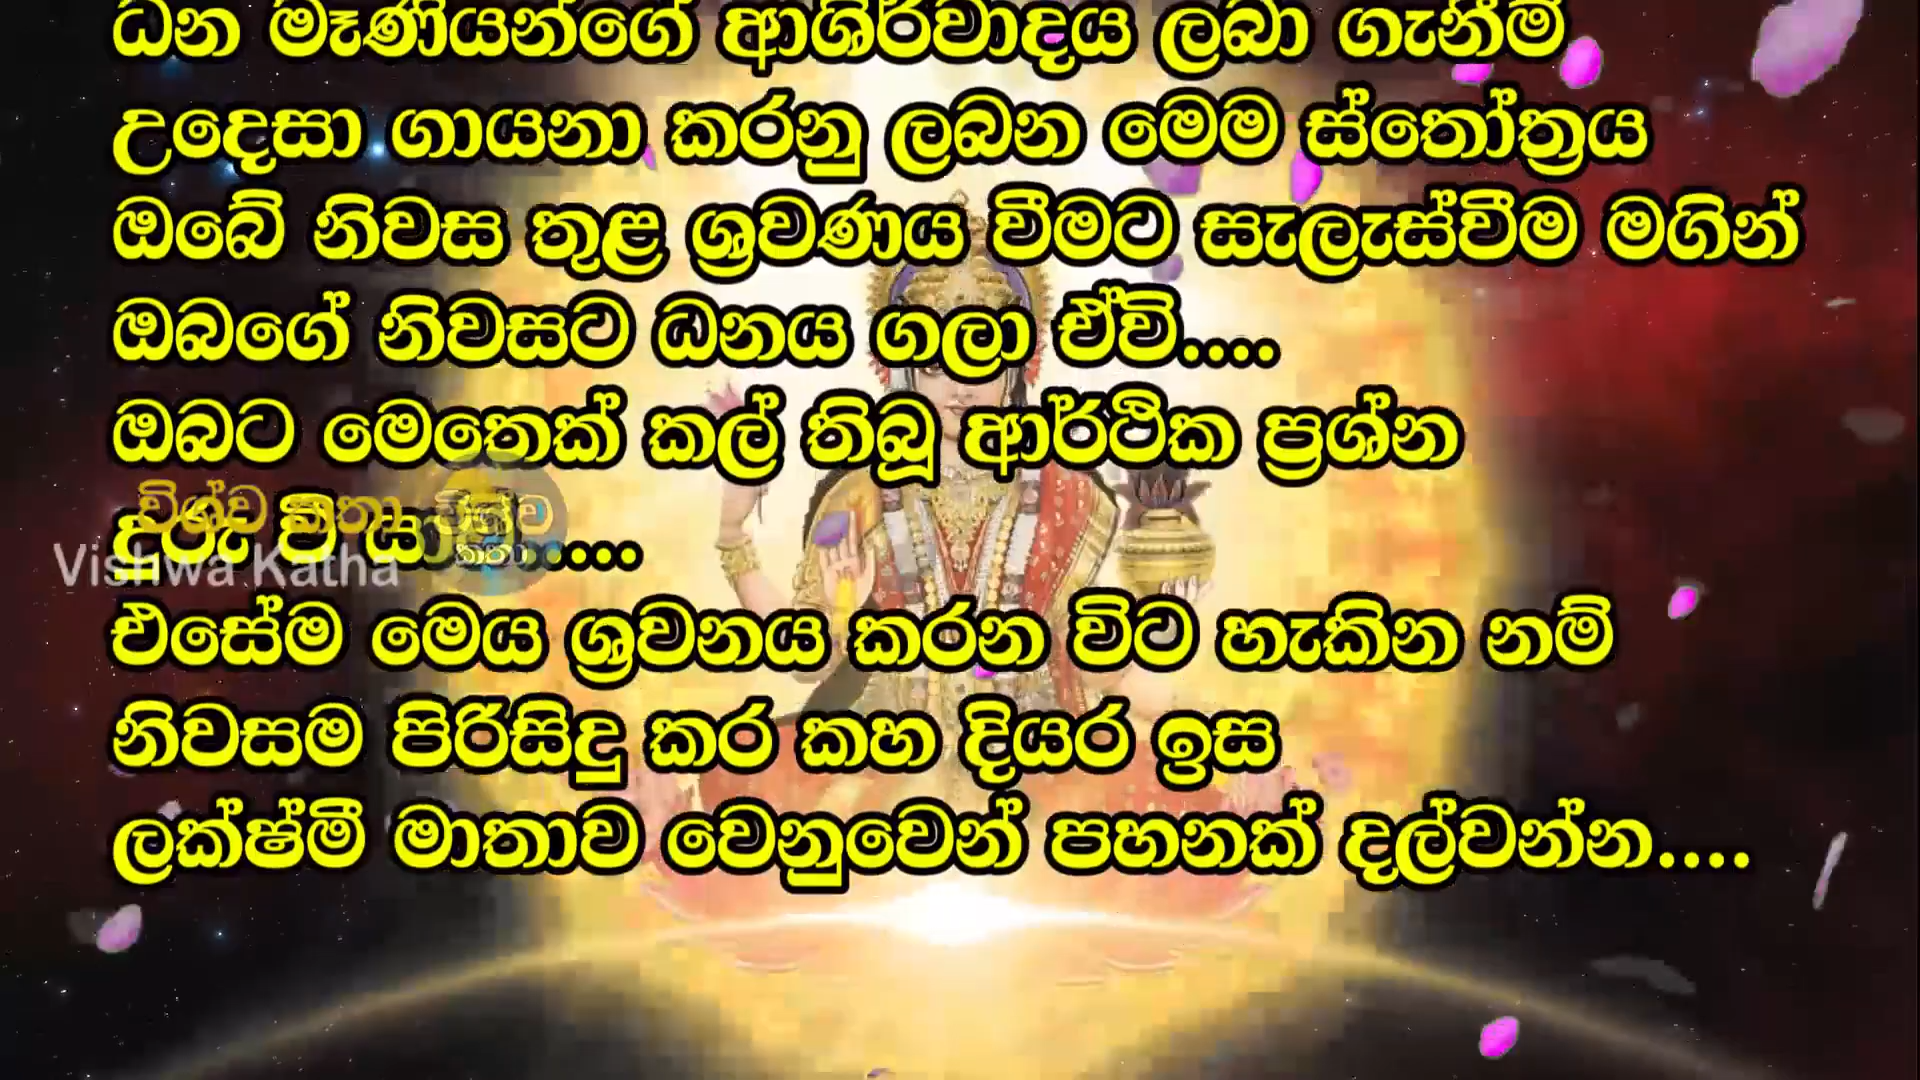 ධන මෑණියන්ගේ ආශිර්වාදය ලබා ගැනීම
උදෙසා ගායනා කරනු ලබන මෙම ස්තෝත්‍රය
ඔබේ නිවස තුළ ශ්‍රවණය වීමට සැලැස්වීම මගින්
ඔබගේ නිවසට ධනය ගලා ඒවි....
ඔබට මෙතෙක් කල් තිබූ ආර්ථික ප්‍රශ්න
දුරු වී
විශ්ව කතා
විශ්ව
කතා
Vishwa Katha
එසේම මෙය ශ්‍රවනය කරන විට හැකින නම්
නිවසම පිරිසිදු කර කහ දියර ඉස
ලක්ෂ්මී මාතාව වෙනුවෙන් පහනක් දල්වන්න....